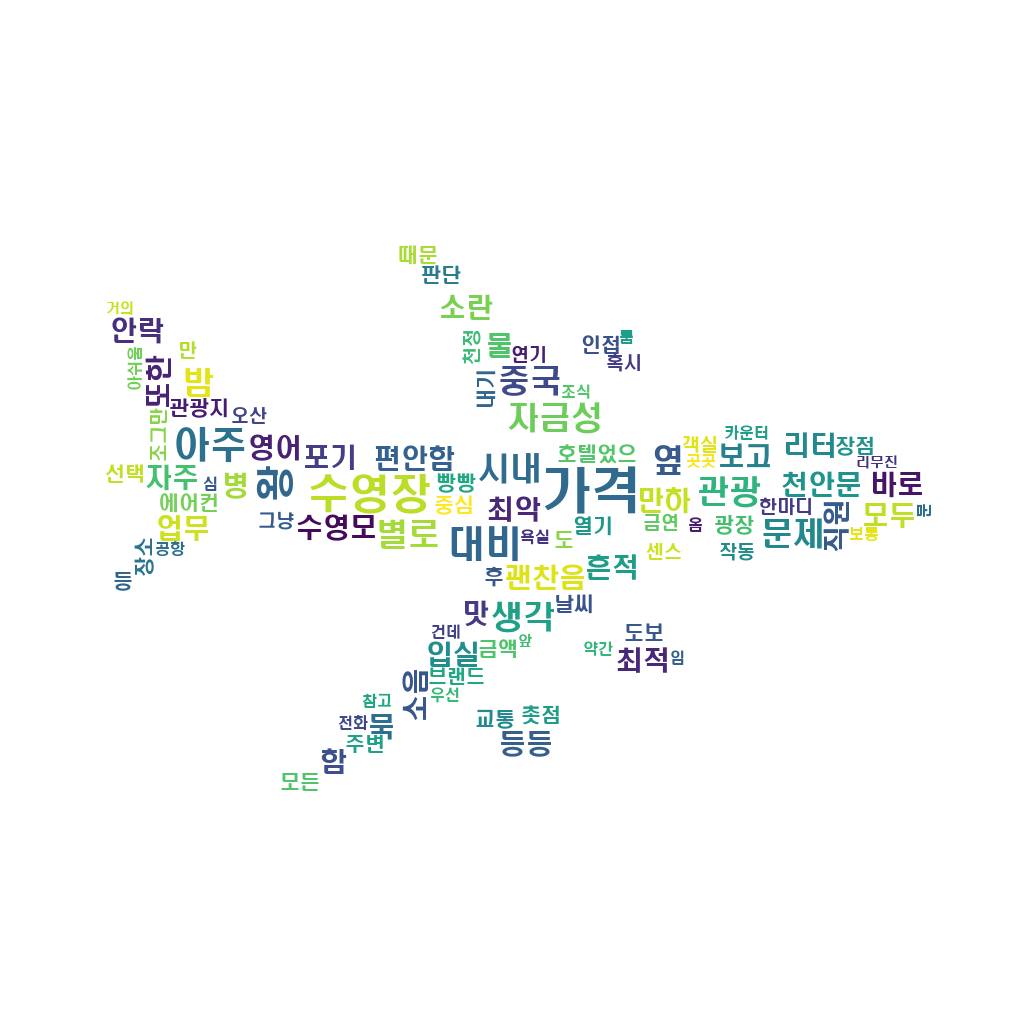 때문
판단
소란
거의
안락
천정
물
연기
인접
룸
혹시
아쉬움
만
또한
밤
내기
중국
조식
관광지
오산
자금성
조그만
아주
영어
포기
편안함
시내
호텔었으
옆
객실
곳곳
카운터
보고
리터
장점
리무진
선택
자주
심
병
홍
수영장
빵빵
중심
가격
만하
관광
천안문
바로
에어컨
업무
그냥
수영모
별로
최악
대비
욕실
도
열기
금연
옴
광장
한마디
문제
직원
모두
보통
장소
공항
등
후
괜찮음
흔적
센스
작동
맛
생각
날씨
건데
입실
금액
앞
도보
약간
최적
임
소음
브랜드
우선
참고
전화
묵
주변
교통
촛점
등등
함
모든